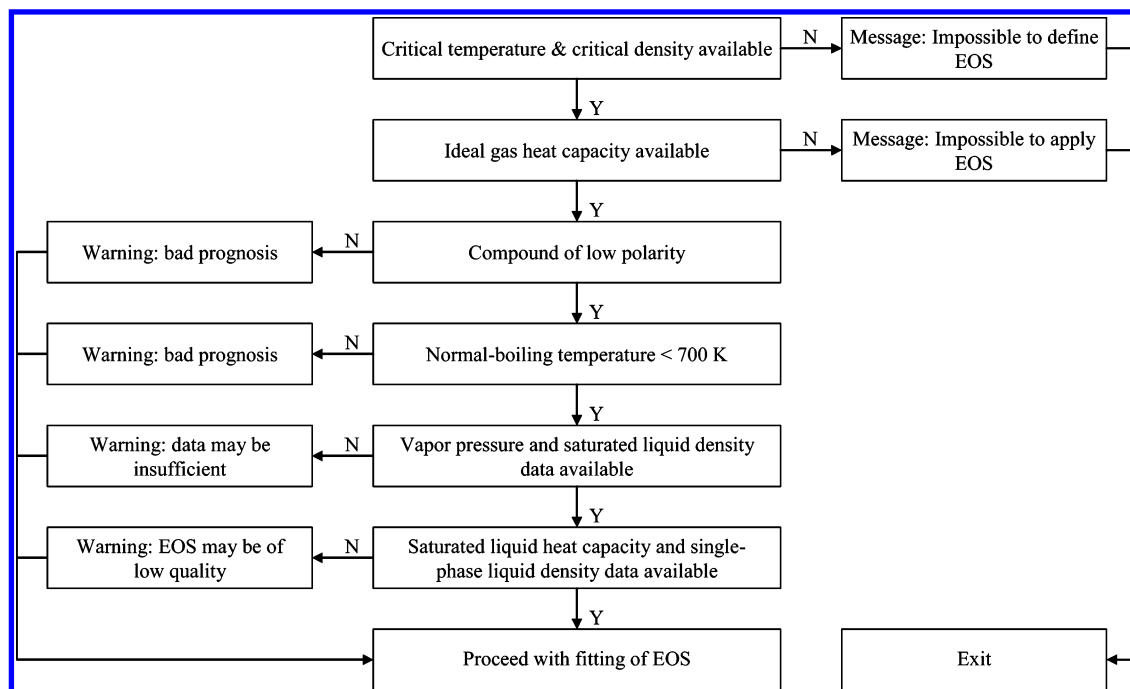 Critical temperature & critical density available
N
Message: Impossible to define
EOS
Y
Ideal gas heat capacity available
N
Message: Impossible to apply
EOS
Y
Warning: bad prognosis
N
Compound of low polarity
Y
Warning: bad prognosis
N
Normal-boiling temperature < 700 K
Y
Warning: data may be
insufficient
N
Vapor pressure and saturated liquid density
data available
Y
Warning: EOS may be of
low quality
N
Saturated liquid heat capacity and single-
phase liquid density data available
Y
Proceed with fitting of EOS
Exit